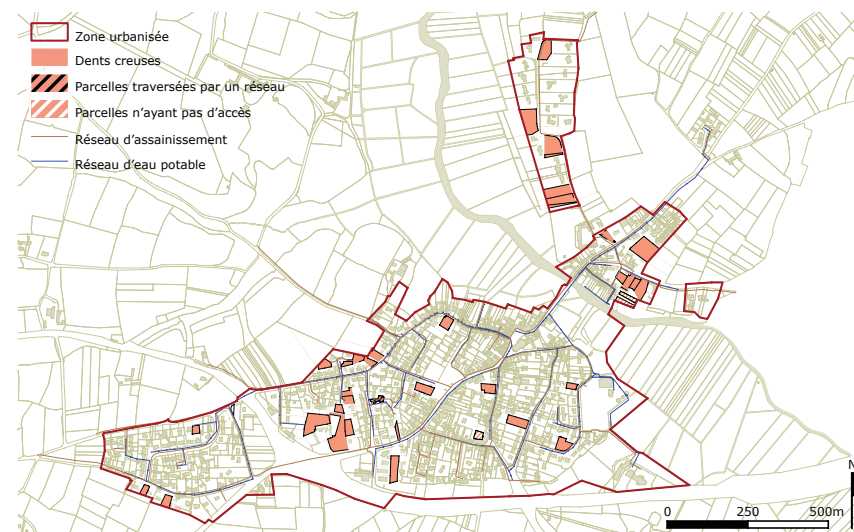 Zone urbanisée
Dents creuses
Parcelles traversées par un réseau
Parcelles n'ayant pas d'accès
Réseau d'assainissement
Réseau d'eau potable
N
0 250 500m